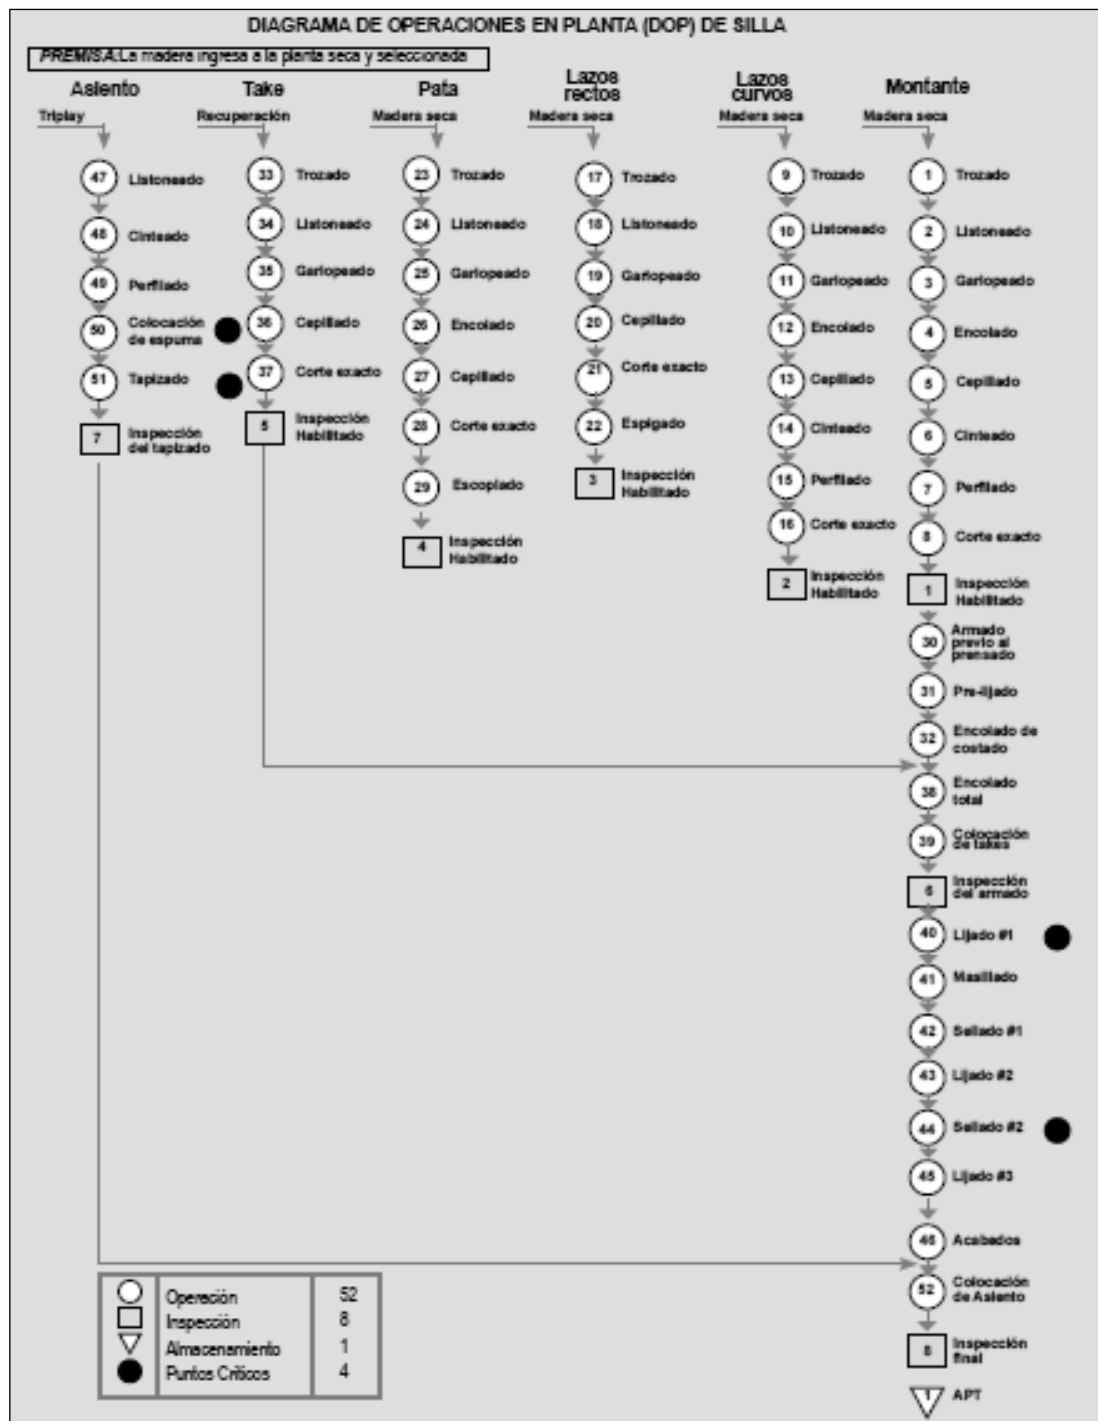 DIAGRAMA DE OPERACIONES EN PLANTA (DOP) DE SILLA
PREMISA:La madera ingresa a la planta seca y seleccionada
Asiento
Triplay
47 Listoneado
48 Cinteado
49 Perfilado
50 Colocación
de espuma
51 Tapizado
7 Inspección
del tapizado
Take
Recuperación
33 Trozado
34 Listoneado
35 Garlopeado
36 Cepillado
37 Corte exacto
5 Inspección
Habilitado
Pata
Madera seca
23 Trozado
24 Listoneado
25 Garlopeado
26 Encolado
27 Cepillado
28 Corte exacto
29 Escoplado
4 Inspección
Habilitado
Lazos
rectos
Madera seca
17 Trozado
18 Listoneado
19 Garlopeado
20 Cepillado
21 Corte exacto
22 Espigado
3 Inspección
Habilitado
Lazos
curvos
Madera seca
9 Trozado
10 Listoneado
11 Garlopeado
12 Encolado
13 Cepillado
14 Cinteado
15 Perfilado
16 Corte exacto
2 Inspección
Habilitado
Montante
Madera seca
1 Trozado
2 Listoneado
3 Garlopeado
4 Encolado
5 Cepillado
6 Cinteado
7 Perfilado
8 Corte exacto
1 Inspección
Habilitado
30 Armado
previo al
prensado
31 Pre-lijado
32 Encolado de
costado
38 Encolado
total
39 Colocación
de takes
6 Inspección
del armado
40 Lijado #1
41 Masillado
42 Sellado #1
43 Lijado #2
44 Sellado #2
45 Lijado #3
46 Acabados
52 Colocación
de Asiento
8 Inspección
final
1 APT
Operación 52
Inspección 8
Almacenamiento 1
Puntos Críticos 4